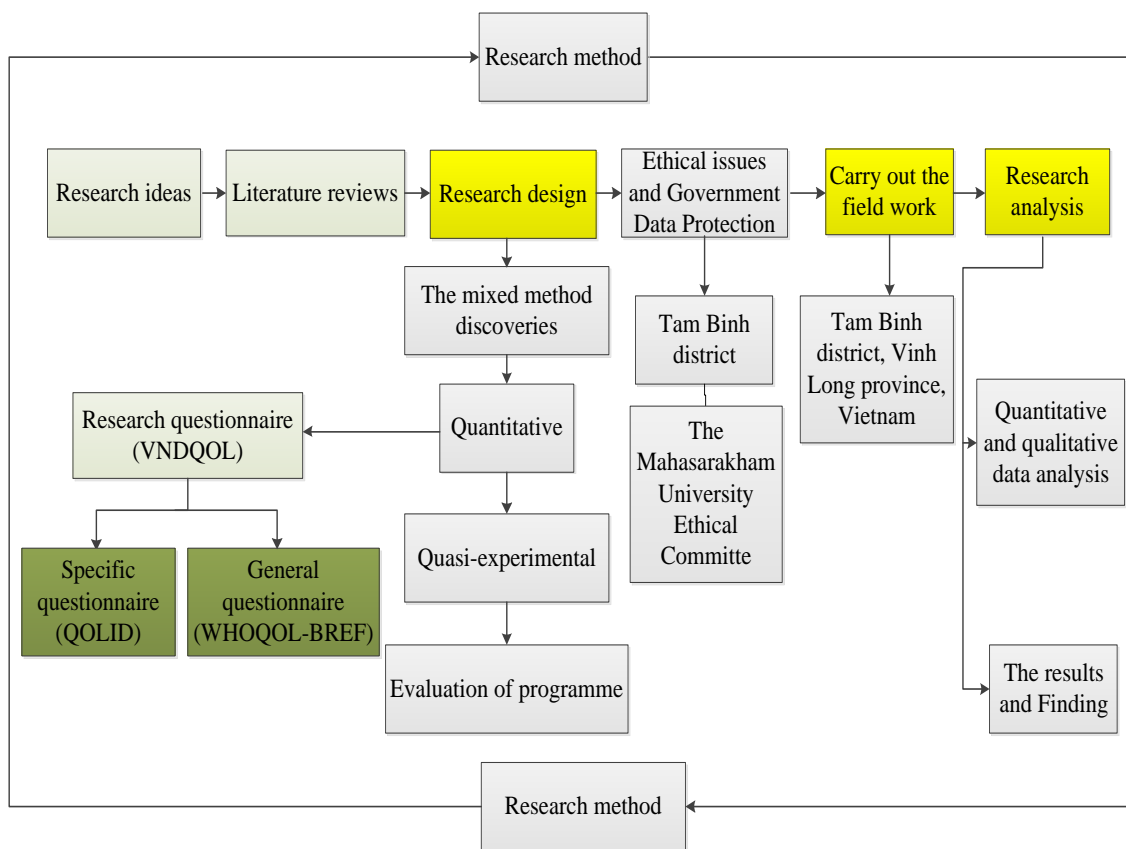 Research method
Research ideas
Literature reviews
Research design
Ethical issues
and Government
Data Protection
Carry out the
field work
Research
analysis
The mixed method
discoveries
Tam Binh
district
Tam Binh
district, Vinh
Long province,
Vietnam
Research questionnaire
(VNDQOL)
Quantitative
The
Mahasarakham
University
Ethical
Committe
Quantitative
and qualitative
data analysis
Specific
questionnaire
(QOLID)
General
questionnaire
(WHOQOL-BREF)
Quasi-experimental
Evaluation of programme
The results
and Finding
Research method